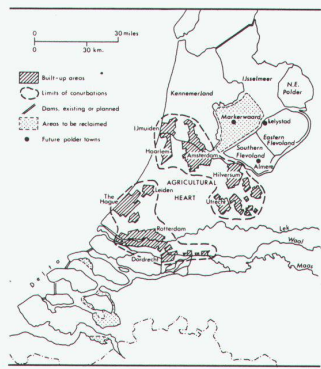 0 30 miles
0 30 km.
Built-up areas
Limits of conurbations
Dams, existing or planned
Areas to be reclaimed
Future polder towns
IJsselmeer
N.E.
Polder
Kennemerland
Markerwaard
Lelystad
IJmuiden
Eastern
Flevoland
Southern
Flevoland
Haarlem
Amsterdam
Almere
Hilversum
AGRICULTURAL
HEART
Leiden
The
Hague
Utrecht
Rotterdam
Lek
Waal
Dordrecht
Maas